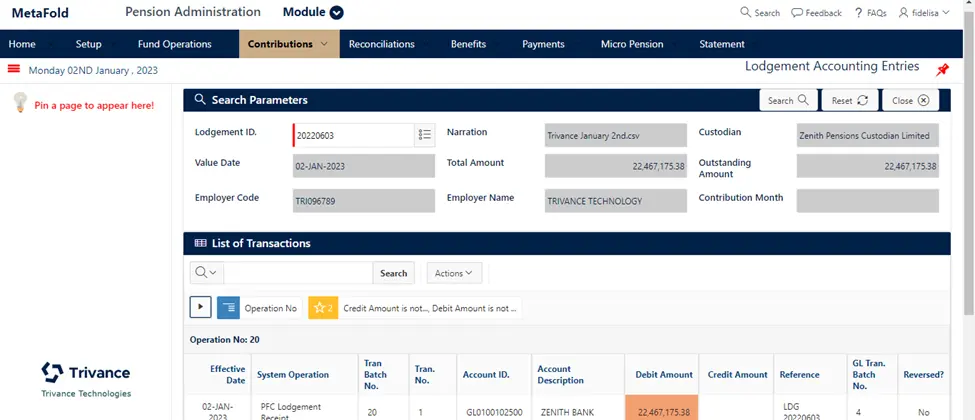 MetaFold
Pension Administration
Module
Search
Feedback
? FAQs
fidelisa
Home
Setup
Fund Operations
Contributions
Reconciliations
Benefits
Payments
Micro Pension
Statement
Monday 02ND January , 2023
Lodgement Accounting Entries
Pin a page to appear here!
Search Parameters
Search
Reset
Close
Lodgement ID.
20220603
Narration
Trivance January 2nd.csv
Custodian
Zenith Pensions Custodian Limited
Value Date
02-JAN-2023
Total Amount
22,467,175.38
Outstanding
Amount
22,467,175.38
Employer Code
TRI096789
Employer Name
TRIVANCE TECHNOLOGY
Contribution Month
List of Transactions
Search
Actions
Operation No
2
Credit Amount is not..., Debit Amount is not ...
Operation No: 20
Effective
Date
System Operation
Tran
Batch
No.
Tran.
No.
Account ID.
Account
Description
Debit Amount
Credit Amount
Reference
GL Tran.
Batch
No.
Reversed?
02-JAN-
2023
PFC Lodgement
Receipt
20
1
GL0100102500
ZENITH BANK
22,467,175.38
LDG
20220603
4
No
Trivance
Trivance Technologies